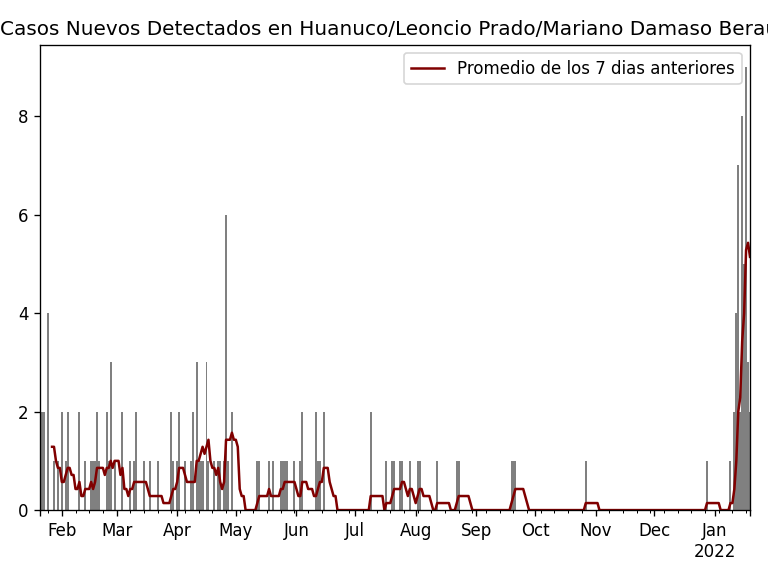 Casos Nuevos Detectados en Huanuco/Leoncio Prado/Mariano Damaso
Promedio de los 7 dias anteriores
8
6
4
2
0
Feb Mar Apr May Jun Jul Aug Sep Oct Nov Dec Jan
2022